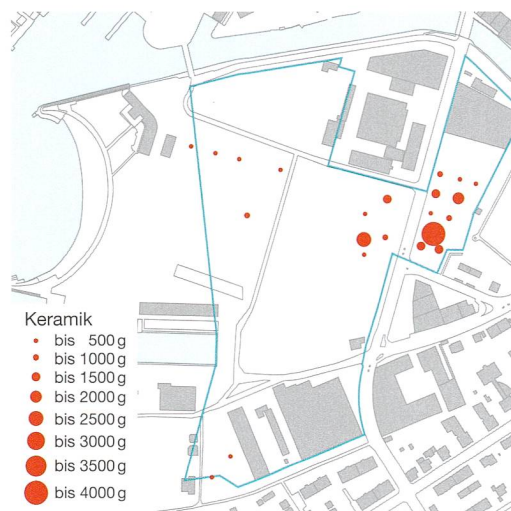 Keramik
bis 500 g
bis 1000 g
bis 1500 g
bis 2000 g
bis 2500 g
bis 3000 g
bis 3500 g
bis 4000 g